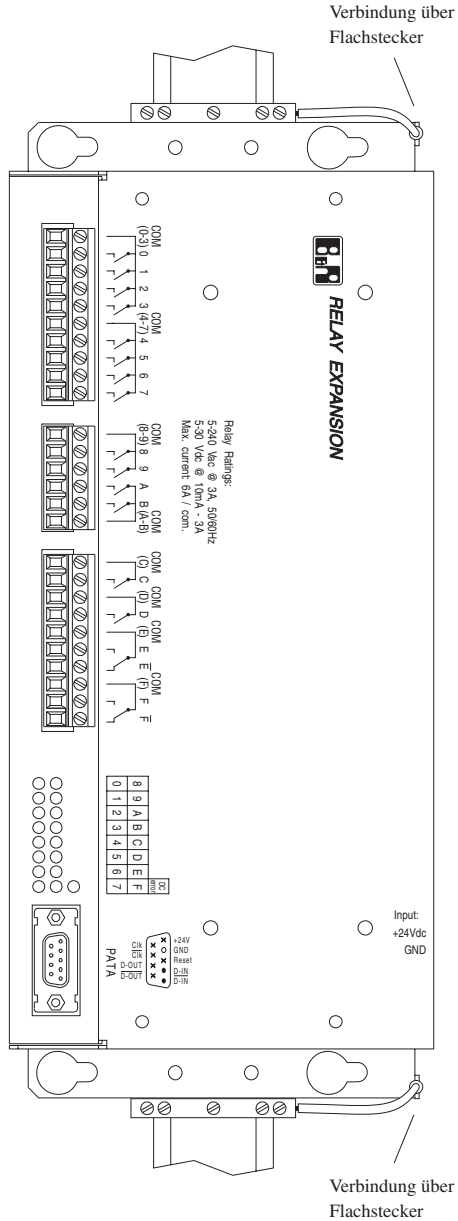 Verbindung über
Flachstecker
COM
(0-3) 0
1
2
3
COM
(4-7) 4
5
6
7
COM
(8-9) 8
9
A
B
COM
(A-B)
COM
(C) C
COM
(D) D
COM
(E) E
E
COM
(F) F
F
B&R
RELAY EXPANSION
Relay Ratings:
5-240 Vac @ 3A, 50/60Hz
5-30 Vdc @ 10mA - 3A
Max. current 6A / com.
8 9 A B C D E F
0 1 2 3 4 5 6 7
DC
error
+24V
GND
Reset
D-IN
D-IN
Clk
Clk
D-OUT
D-OUT
PATA
Input:
+24Vdc
GND
Verbindung über
Flachstecker